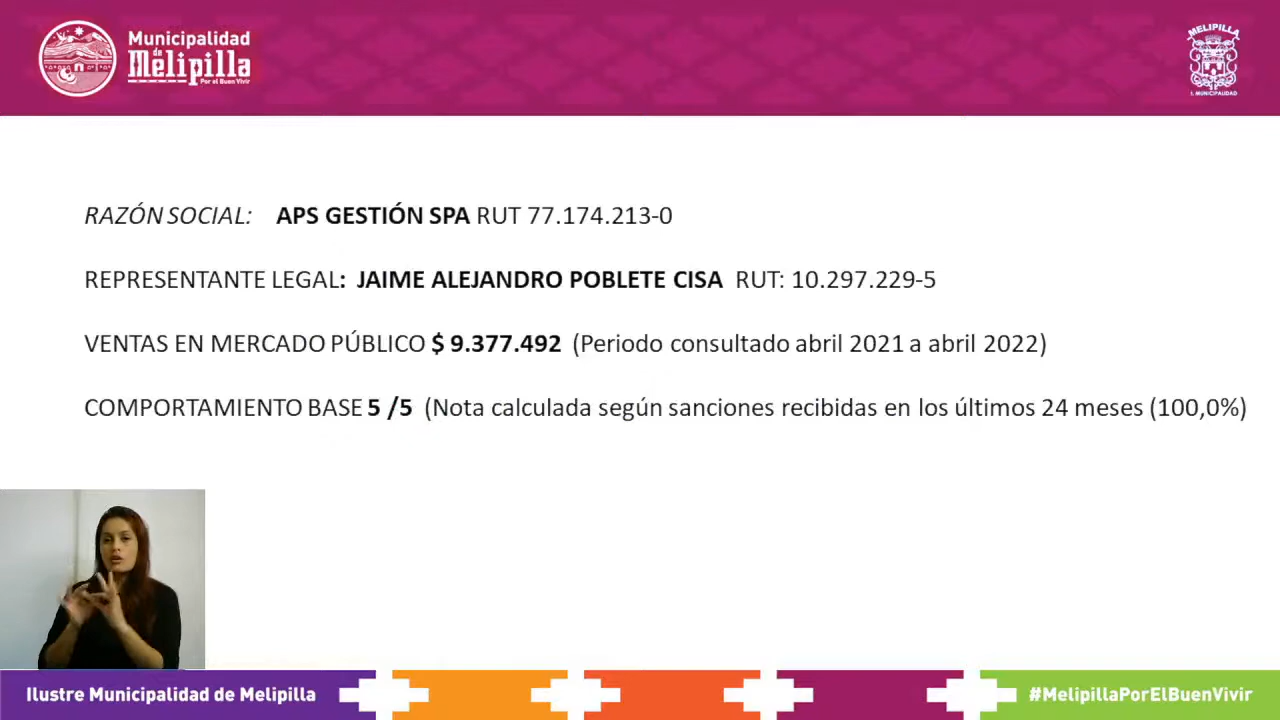 Municipalidad
de
Melipilla
Por el Buen Vivir
MELIPILLA
I. MUNICIPALIDAD
RAZÓN SOCIAL: APS GESTIÓN SPA RUT 77.174.213-0
REPRESENTANTE LEGAL: JAIME ALEJANDRO POBLETE CISA RUT: 10.297.229-5
VENTAS EN MERCADO PÚBLICO $ 9.377.492 (Periodo consultado abril 2021 a abril 2022)
COMPORTAMIENTO BASE 5 /5 (Nota calculada según sanciones recibidas en los últimos 24 meses (100,0%)
Ilustre Municipalidad de Melipilla
#MelipillaPorElBuenVivir